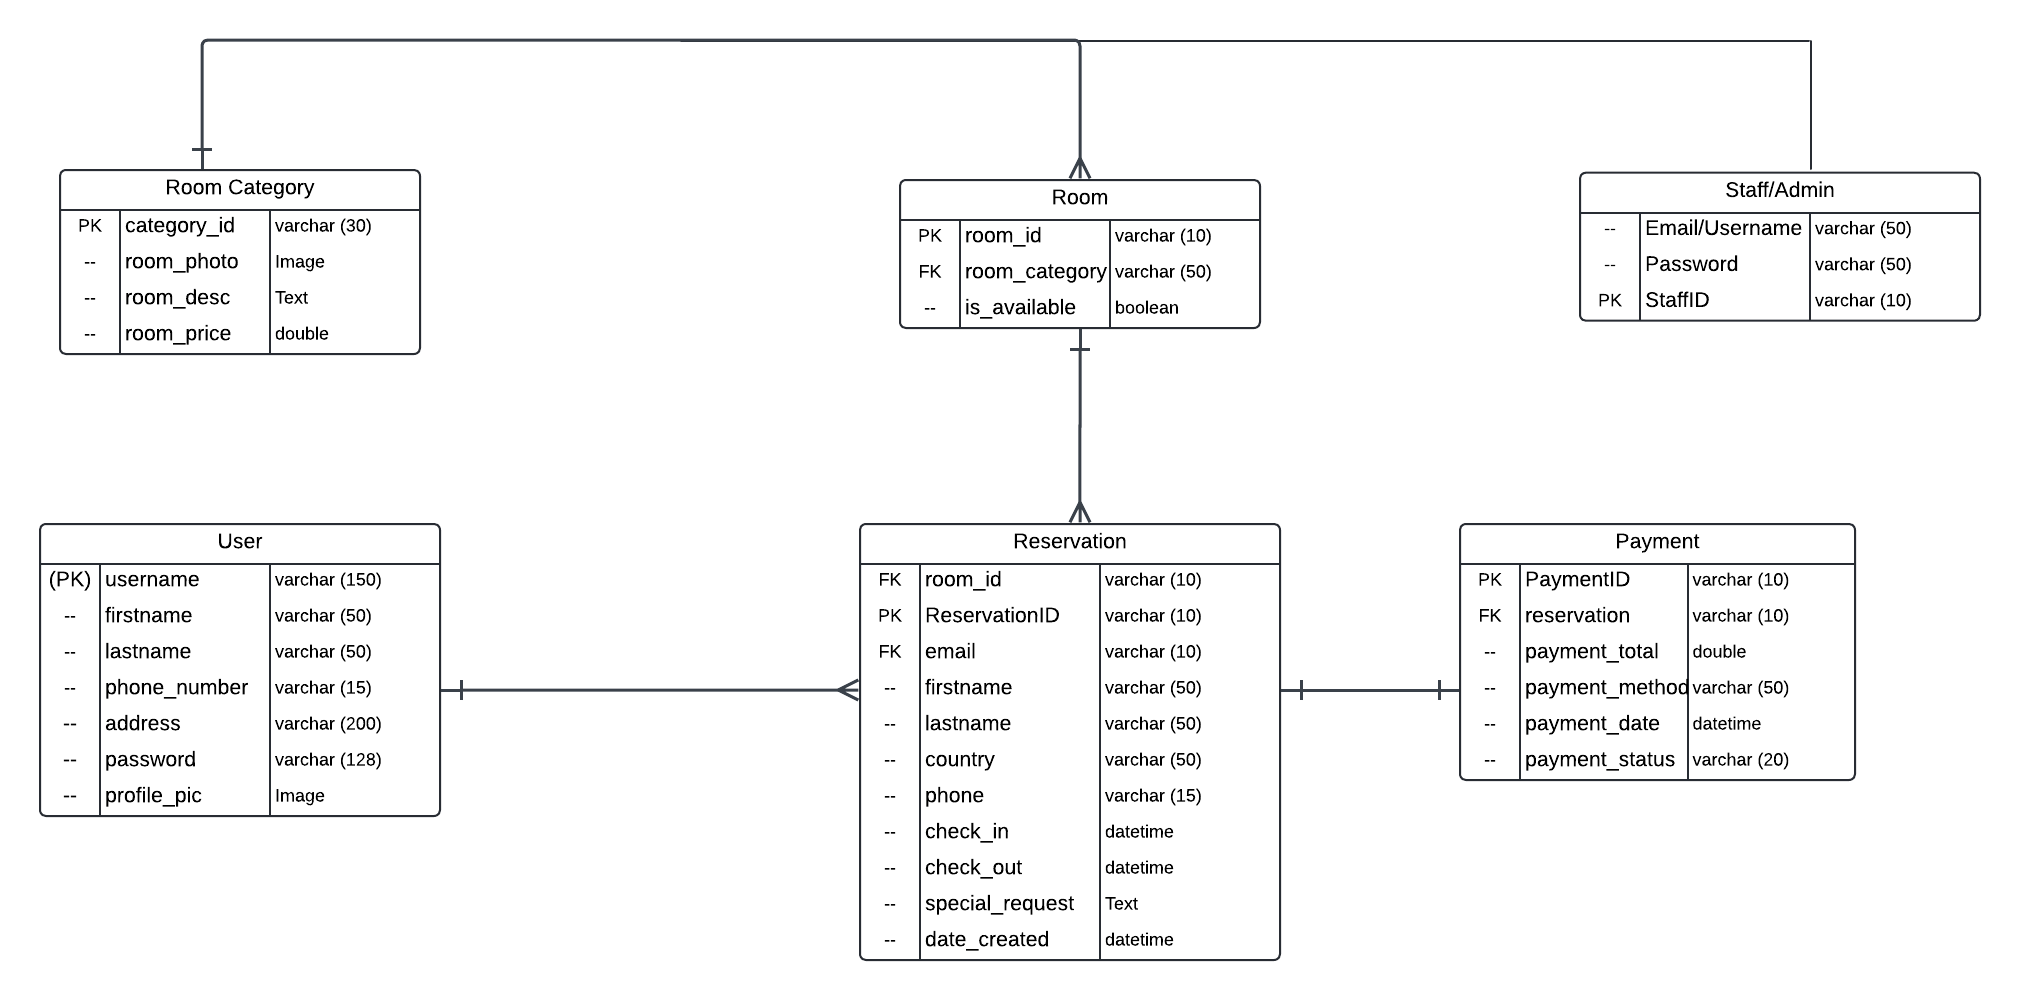 Room Category
PK category_id varchar (30)
-- room_photo Image
-- room_desc Text
-- room_price double
Room
PK room_id varchar (10)
FK room_category varchar (50)
-- is_available boolean
Staff/Admin
-- Email/Username varchar (50)
-- Password varchar (50)
PK StaffID varchar (10)
User
(PK) username varchar (150)
-- firstname varchar (50)
-- lastname varchar (50)
-- phone_number varchar (15)
-- address varchar (200)
-- password varchar (128)
-- profile_pic Image
Reservation
FK room_id varchar (10)
PK ReservationID varchar (10)
FK email varchar (10)
-- firstname varchar (50)
-- lastname varchar (50)
-- country varchar (50)
-- phone varchar (15)
-- check_in datetime
-- check_out datetime
-- special_request Text
-- date_created datetime
Payment
PK PaymentID varchar (10)
FK reservation varchar (10)
-- payment_total double
-- payment_method varchar (50)
-- payment_date datetime
-- payment_status varchar (20)